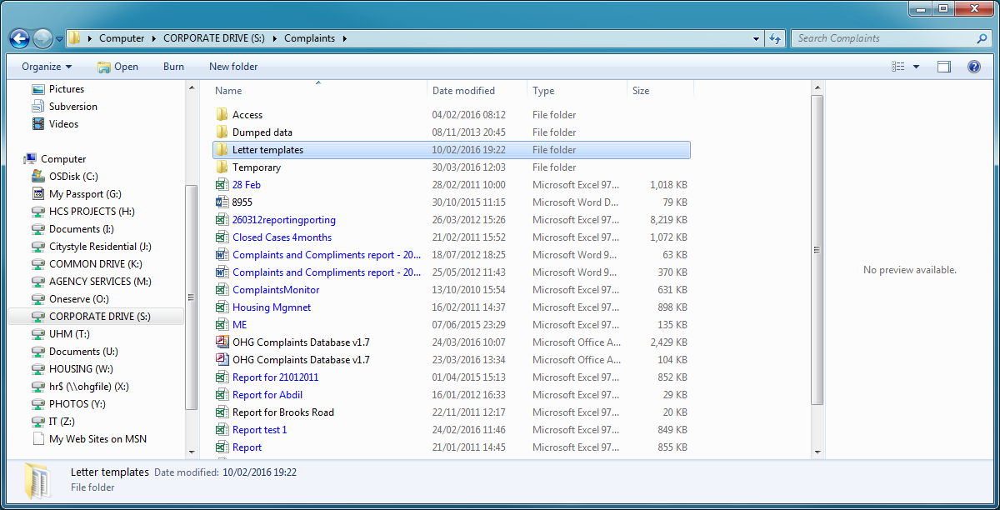 Computer ▸ CORPORATE DRIVE (S:) ▸ Complaints ▸
Search Complaints
Organize Open Burn New folder
Pictures
Subversion
Videos
Computer
OSDisk (C:)
My Passport (G:)
HCS PROJECTS (H:)
Documents (I:)
Citystyle Residential (J:)
COMMON DRIVE (K:)
AGENCY SERVICES (M:)
Oneserve (O:)
CORPORATE DRIVE (S:)
UHM (T:)
Documents (U:)
HOUSING (W:)
hr$ (\\ohgfile) (X:)
PHOTOS (Y:)
IT (Z:)
My Web Sites on MSN
Name Date modified Type Size
Access 04/02/2016 08:12 File folder
Dumped data 08/11/2013 20:45 File folder
Letter templates 10/02/2016 19:22 File folder
Temporary 30/03/2016 12:03 File folder
28 Feb 28/02/2011 10:00 Microsoft Excel 97... 1,018 KB
8955 30/10/2015 11:15 Microsoft Word D... 79 KB
260312reportingporting 26/03/2012 15:26 Microsoft Excel 97... 8,219 KB
Closed Cases 4months 21/02/2011 15:52 Microsoft Excel 97... 1,072 KB
Complaints and Compliments report - 20... 18/07/2012 18:25 Microsoft Word 9... 63 KB
Complaints and Compliments report - 20... 25/05/2012 11:43 Microsoft Word 9... 370 KB
ComplaintsMonitor 13/10/2010 15:54 Microsoft Excel 97... 631 KB
Housing Mgmnet 16/02/2011 14:37 Microsoft Excel 97... 898 KB
ME 07/06/2015 23:29 Microsoft Excel 97... 135 KB
OHG Complaints Database v1.7 24/03/2016 10:07 Microsoft Office A... 2,429 KB
OHG Complaints Database v1.7 23/03/2016 13:34 Microsoft Office A... 104 KB
Report for 21012011 01/04/2015 15:13 Microsoft Excel 97... 852 KB
Report for Abdil 16/01/2012 16:33 Microsoft Excel 97... 29 KB
Report for Brooks Road 22/11/2011 12:17 Microsoft Excel 97... 20 KB
Report test 1 24/02/2016 11:46 Microsoft Excel 97... 849 KB
Report 21/01/2011 14:45 Microsoft Excel 97... 855 KB
No preview available.
Letter templates Date modified: 10/02/2016 19:22
File folder